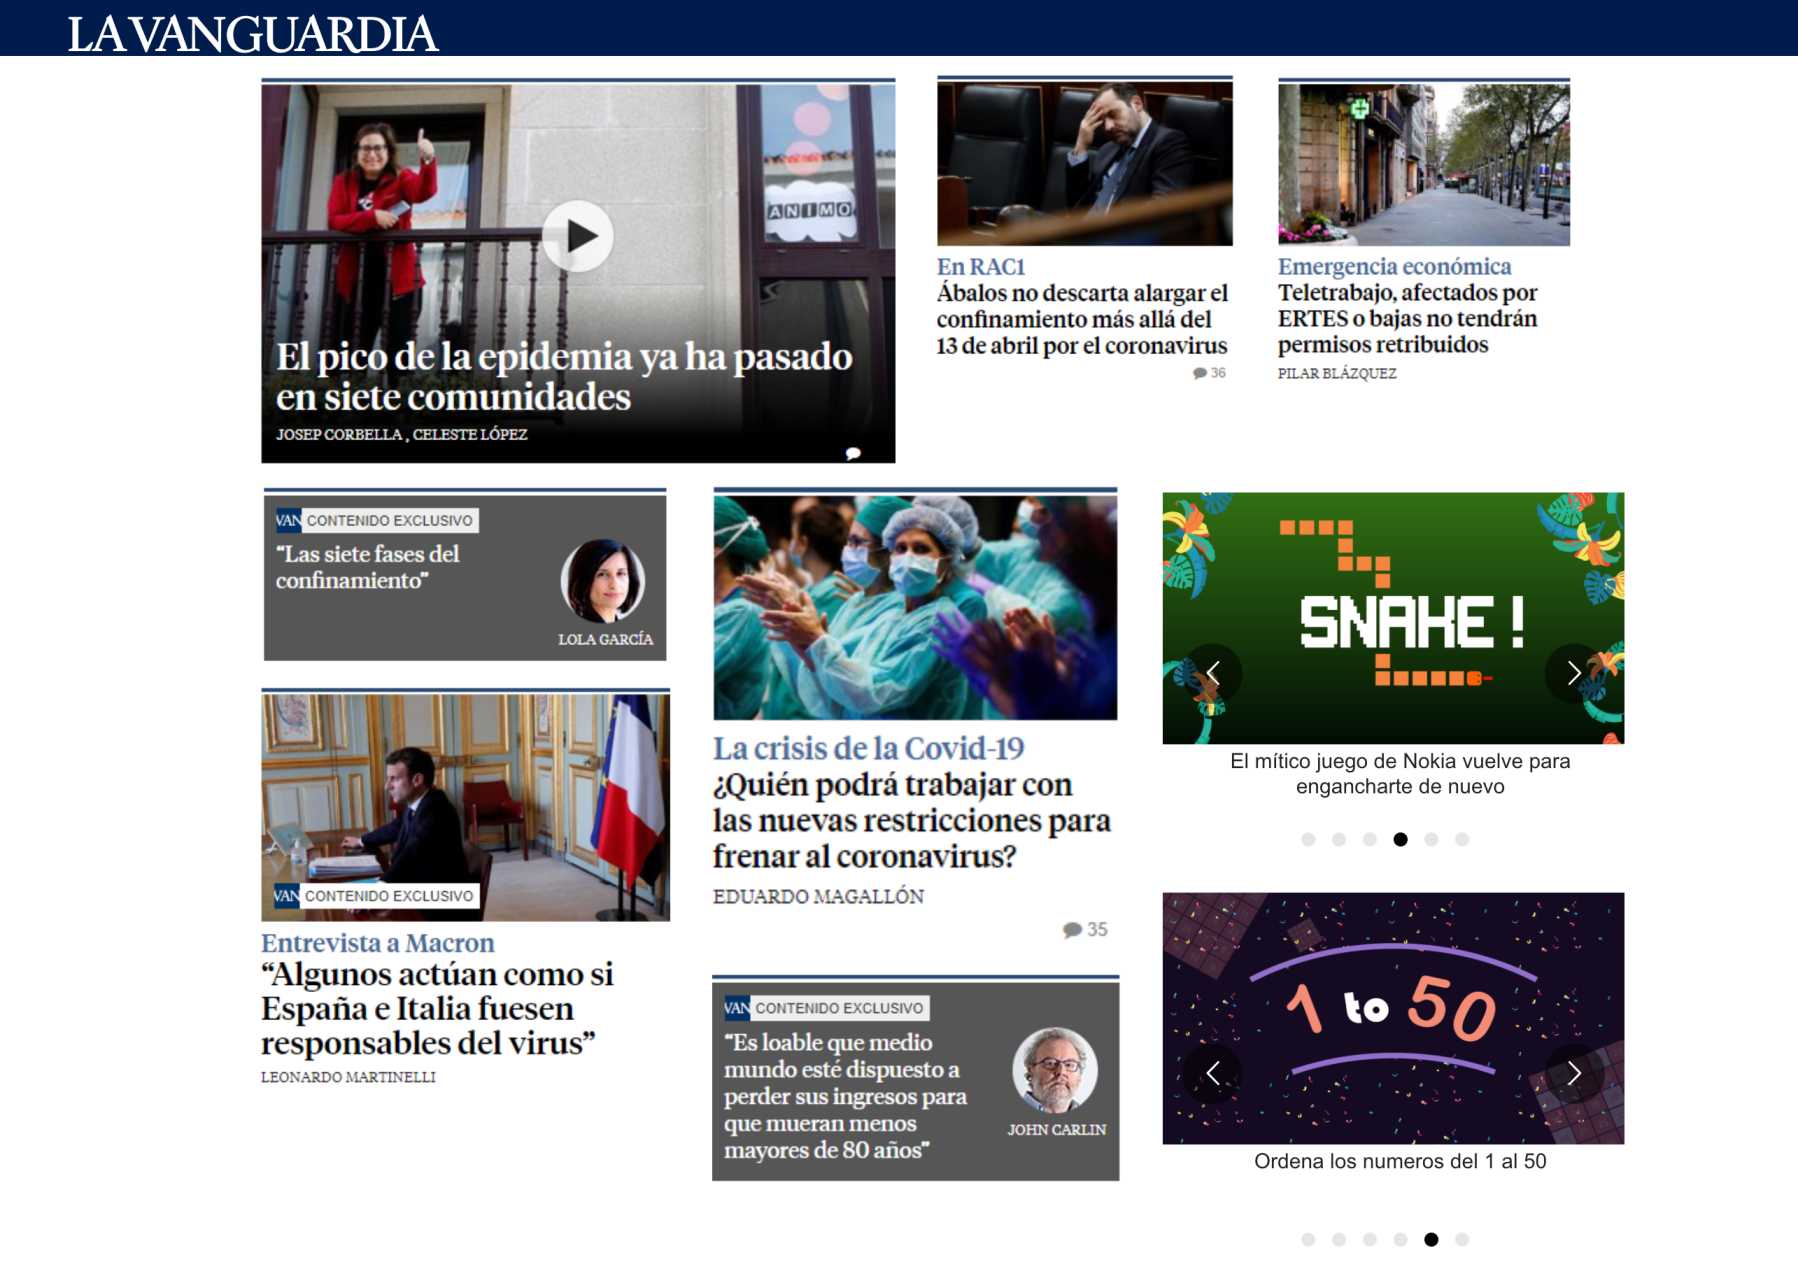 LA VANGUARDIA
ANIMO
El pico de la epidemia ya ha pasado
en siete comunidades
JOSEP CORBELLA , CELESTE LÓPEZ
En RAC1
Ábalos no descarta alargar el
confinamiento más allá del
13 de abril por el coronavirus
36
Emergencia económica
Teletrabajo, afectados por
ERTES o bajas no tendrán
permisos retribuidos
PILAR BLÁZQUEZ
VAN CONTENIDO EXCLUSIVO
“Las siete fases del
confinamiento”
LOLA GARCÍA
VAN CONTENIDO EXCLUSIVO
Entrevista a Macron
“Algunos actúan como si
España e Italia fuesen
responsables del virus”
LEONARDO MARTINELLI
La crisis de la Covid-19
¿Quién podrá trabajar con
las nuevas restricciones para
frenar al coronavirus?
EDUARDO MAGALLÓN
35
VAN CONTENIDO EXCLUSIVO
“Es loable que medio
mundo esté dispuesto a
perder sus ingresos para
que mueran menos
mayores de 80 años”
JOHN CARLIN
SNAKE !
El mítico juego de Nokia vuelve para
engancharte de nuevo
1 to 50
Ordena los numeros del 1 al 50